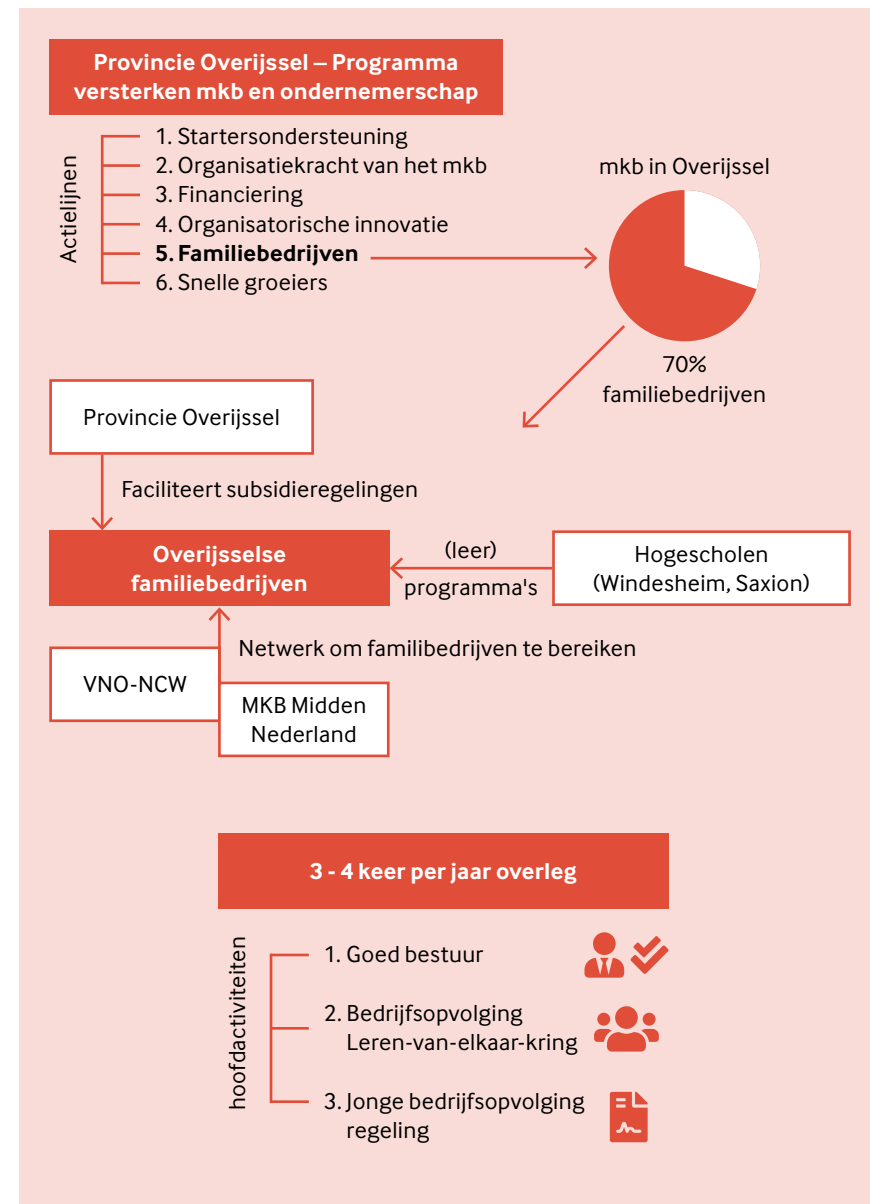 Provincie Overijssel – Programma
versterken mkb en ondernemerschap
Actielijnen
1. Startersondersteuning
2. Organisatiekracht van het mkb
3. Financiering
4. Organisatorische innovatie
5. Familiebedrijven
6. Snelle groeiers
mkb in Overijssel
70%
familiebedrijven
Provincie Overijssel
Faciliteert subsidieregelingen
Overijsselse
familiebedrijven
(leer)
programma's
Hogescholen
(Windesheim, Saxion)
Netwerk om familibedrijven te bereiken
VNO-NCW
MKB Midden
Nederland
3 - 4 keer per jaar overleg
hoofdactiviteiten
1. Goed bestuur
2. Bedrijfsopvolging
Leren-van-elkaar-kring
3. Jonge bedrijfsopvolging
regeling